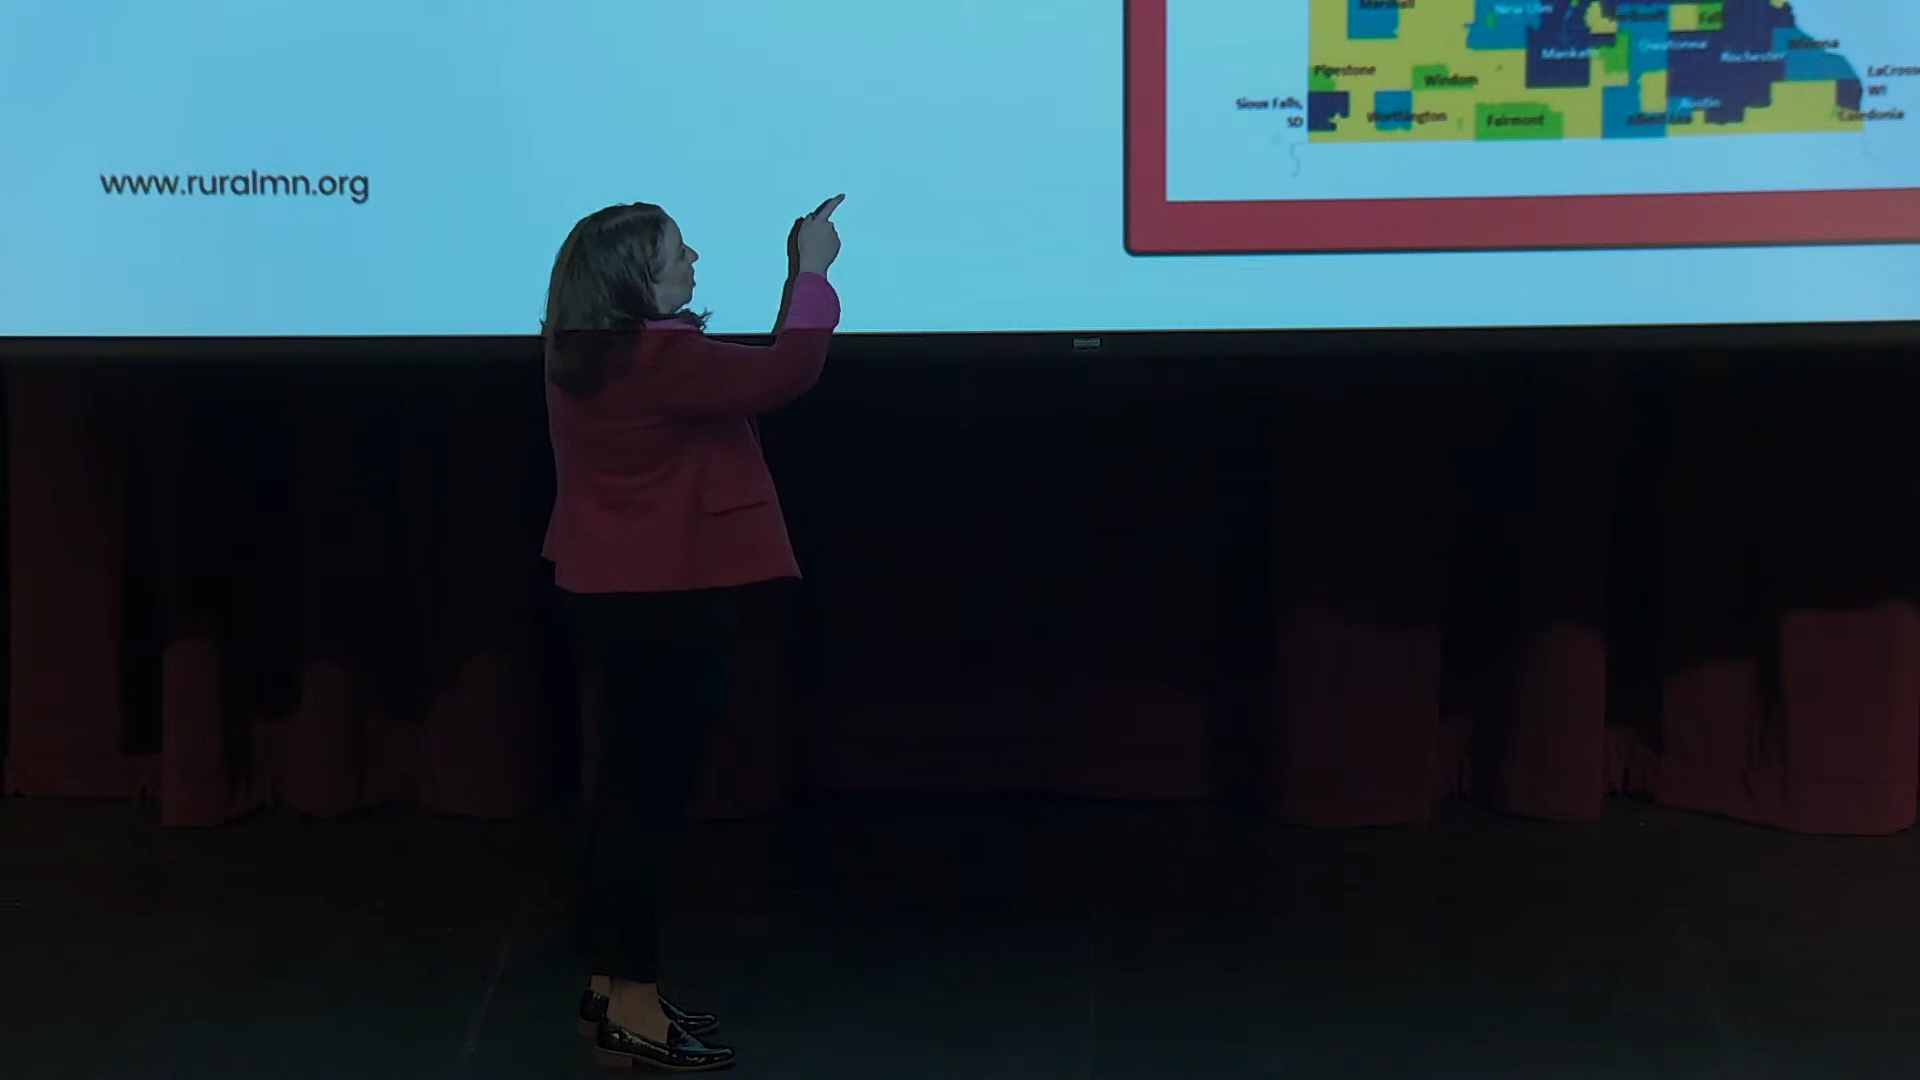 www.ruralmn.org
Marshall
New Ulm
Mankato
Owatonna
Rochester
Winona
Pipestone
Windom
LaCrosse
WI
Sioux Falls,
SD
Worthington
Fairmont
Albert Lea
Austin
Caledonia